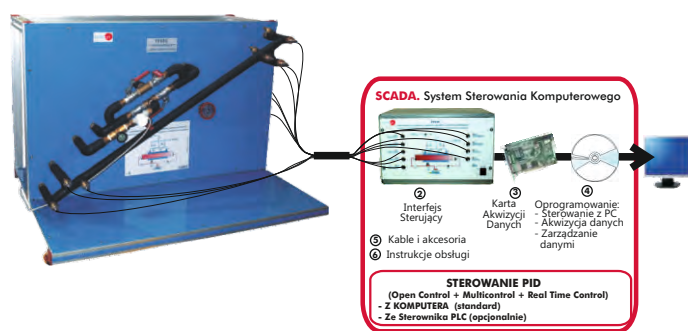 SCADA. System Sterowania Komputerowego
②
Interfejs
Sterujący
③
Karta
Akwizycji
Danych
④
Oprogramowanie:
- Sterowanie z PC
- Akwizycja danych
- Zarządzanie
danymi
⑤ Kable i akcesoria
⑥ Instrukcje obsługi
STEROWANIE PID
(Open Control + Multicontrol + Real Time Control)
- Z KOMPUTERA (standard)
- Ze Sterownika PLC (opcjonalnie)